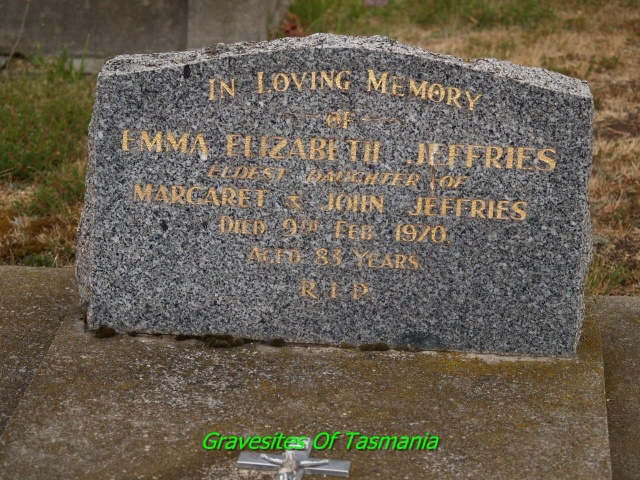 IN LOVING MEMORY
OF
EMMA ELIZABETH JEFFRIES
ELDEST DAUGHTER OF
MARGARET & JOHN JEFFRIES
DIED 9TH FEB. 1970.
AGED 83 YEARS.
R.I.P.
Gravesites Of Tasmania